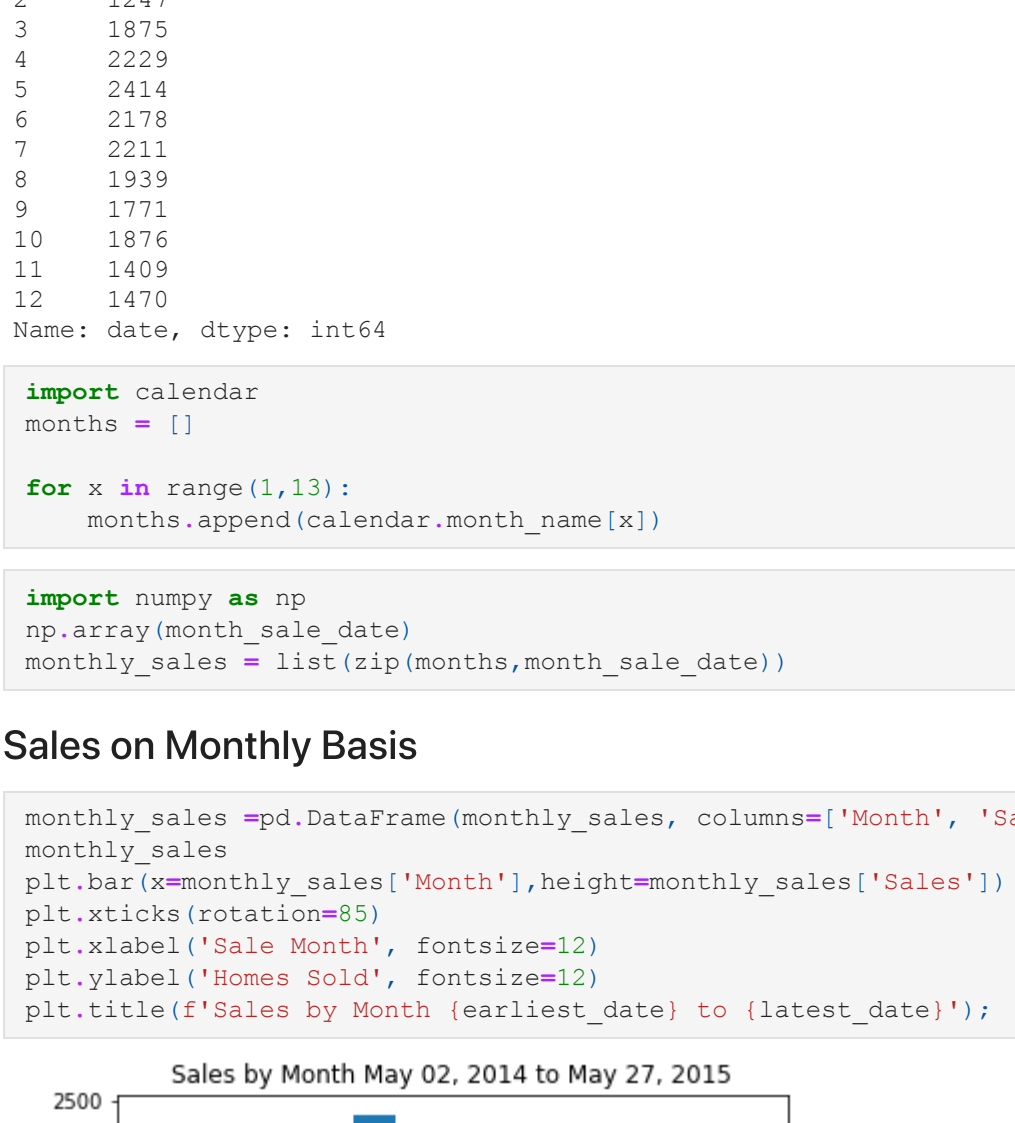 2      1247
3      1875
4      2229
5      2414
6      2178
7      2211
8      1939
9      1771
10     1876
11     1409
12     1470
Name: date, dtype: int64
import calendar
months = []
for x in range(1,13):
    months.append(calendar.month_name[x])
import numpy as np
np.array(month_sale_date)
monthly_sales = list(zip(months,month_sale_date))
Sales on Monthly Basis
monthly_sales =pd.DataFrame(monthly_sales, columns=['Month', 'Sa
monthly_sales
plt.bar(x=monthly_sales['Month'],height=monthly_sales['Sales'])
plt.xticks(rotation=85)
plt.xlabel('Sale Month', fontsize=12)
plt.ylabel('Homes Sold', fontsize=12)
plt.title(f'Sales by Month {earliest_date} to {latest_date}');
Sales by Month May 02, 2014 to May 27, 2015
2500